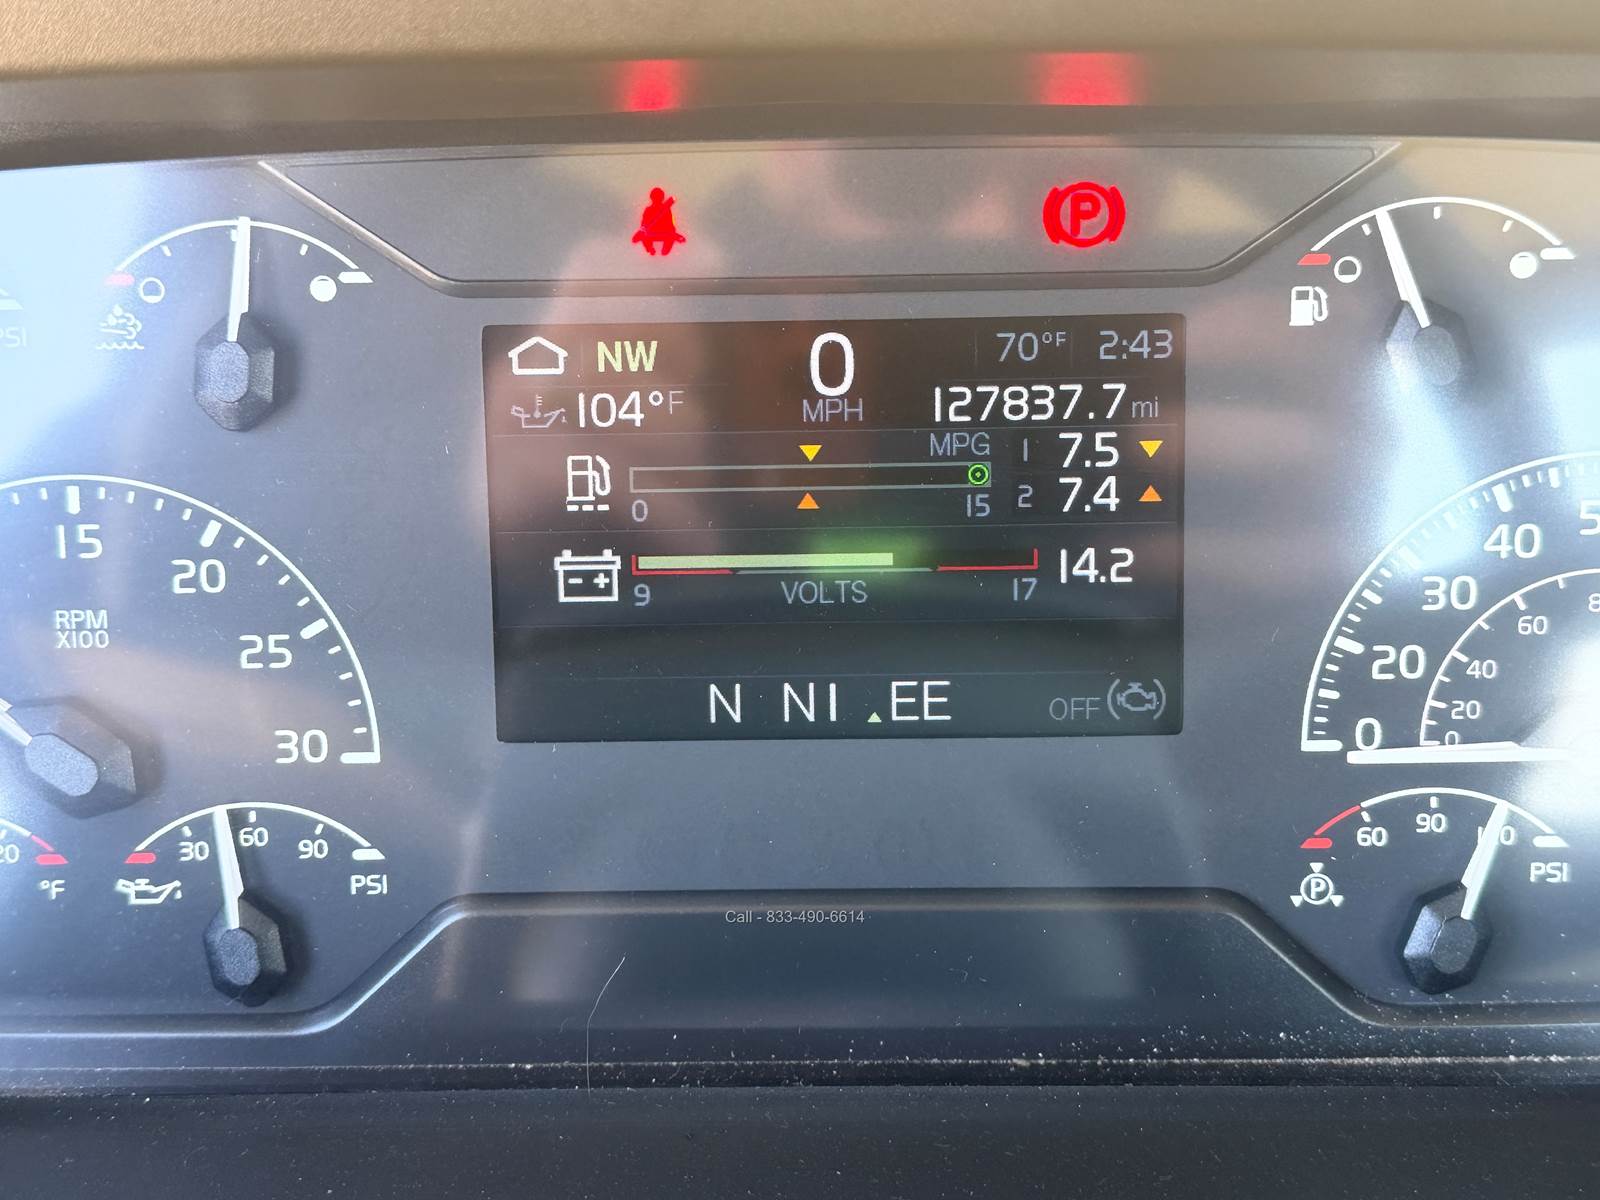 NW 0 70°F 2:43
104°F MPH 127837.7 mi
MPG 1 7.5
0 15 2 7.4
14.2
9 VOLTS 17
N N1 EE OFF
15
20
RPM
X100
25
30
40
30
20
0
60
40
20
0
30 60 90
PSI
°F
60 90
PSI
P
P
Call - 833-490-6614